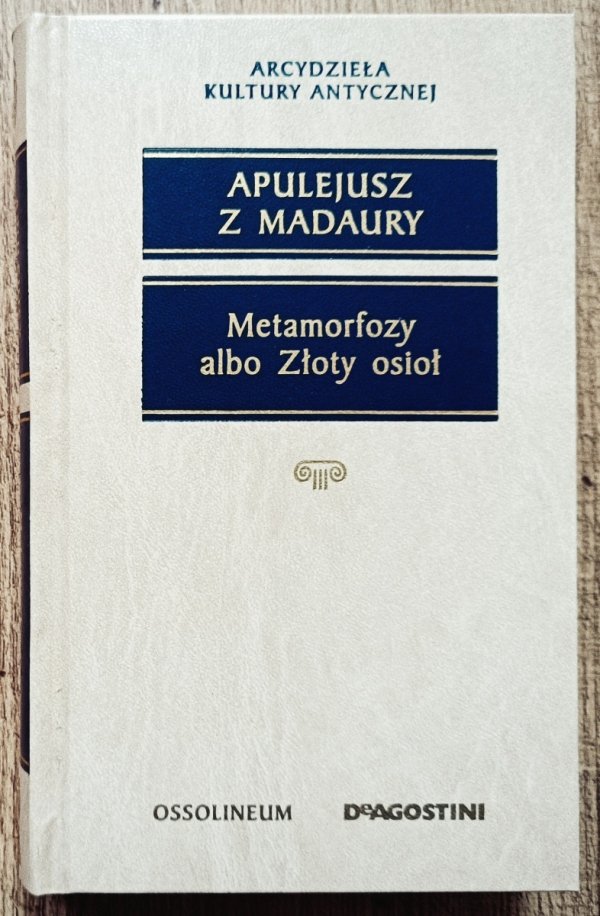 ARCYDZIEŁA
KULTURY ANTYCZNEJ
APULEJUSZ
Z MADAURY
Metamorfozy
albo Złoty osioł
OSSOLINEUM
DeAGOSTINI